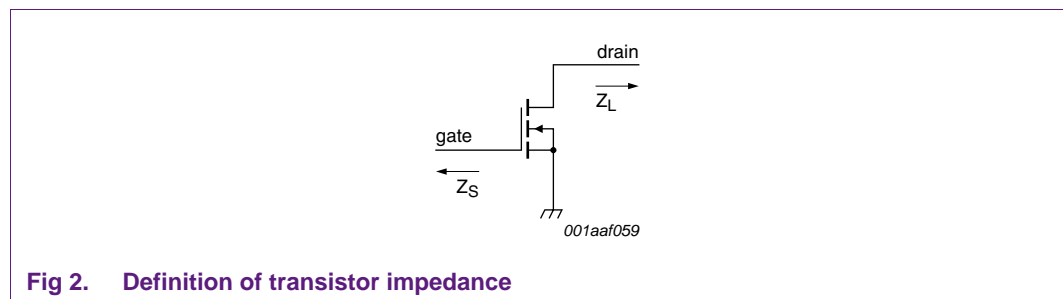 drain
Z_L
gate
Z_S
001aaf059
Fig 2. Definition of transistor impedance